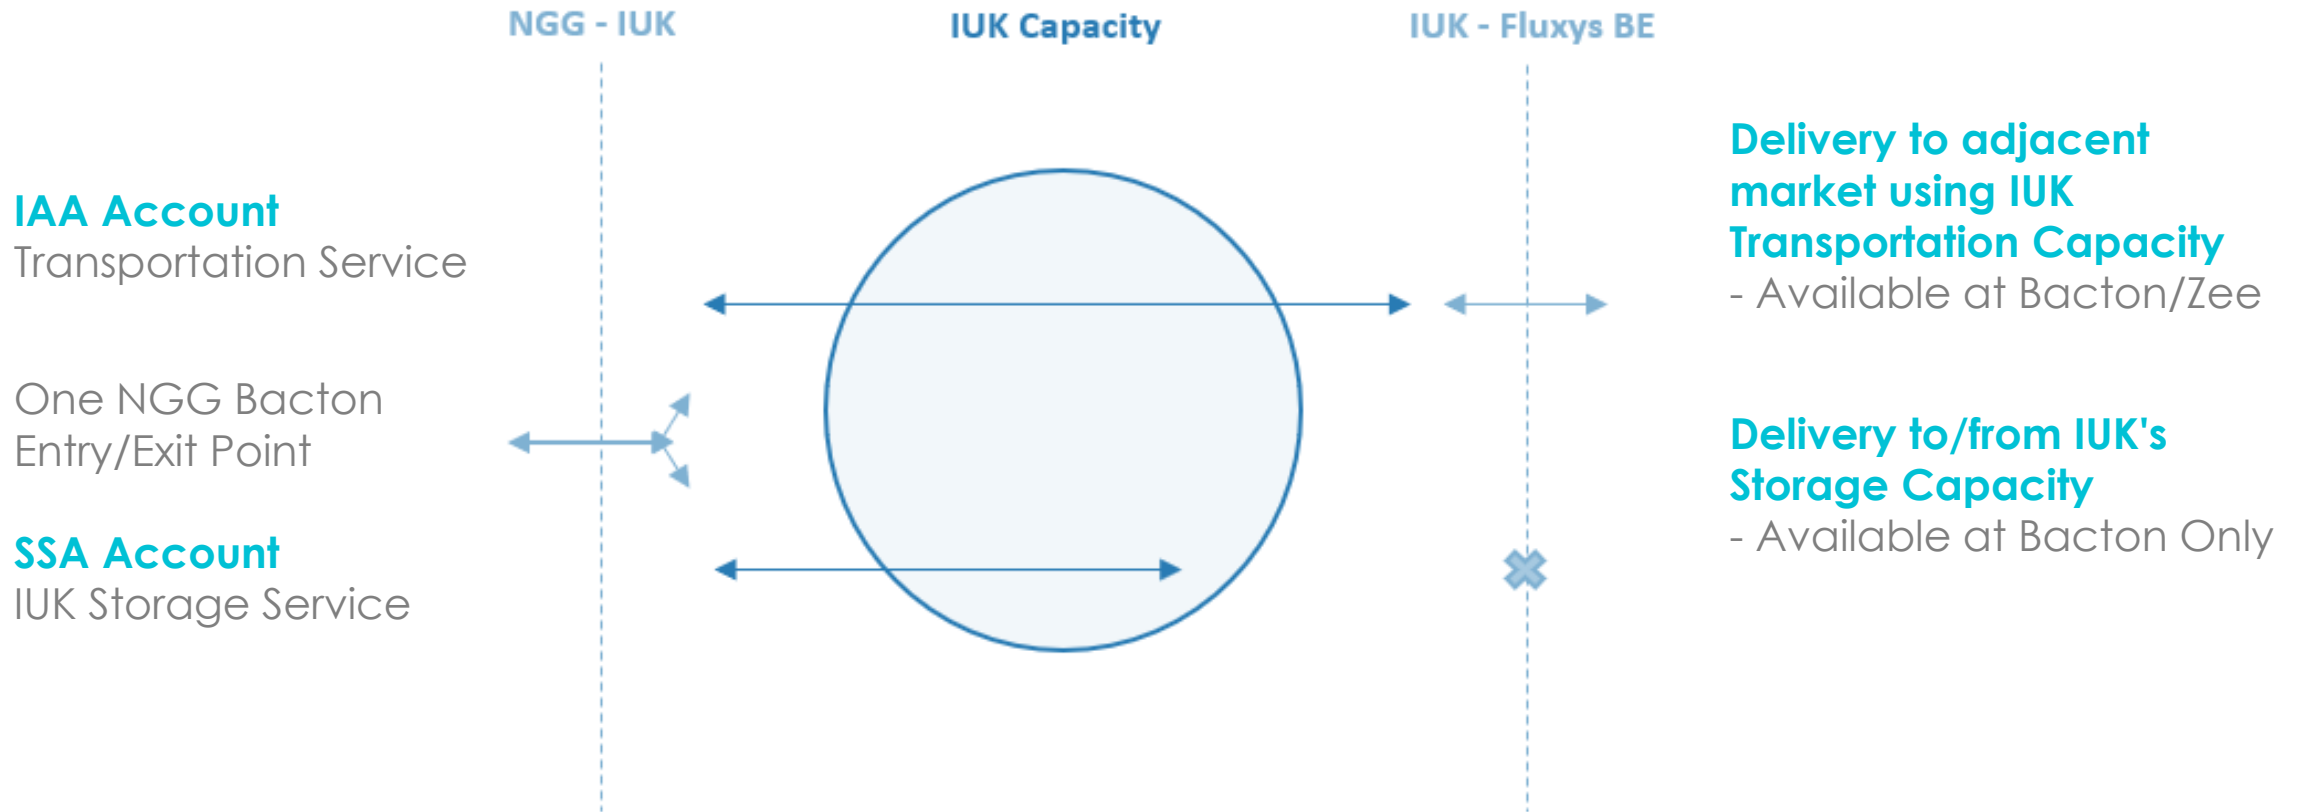 NGG - IUK
IUK Capacity
IUK - Fluxys BE
IAA Account
Transportation Service
One NGG Bacton
Entry/Exit Point
SSA Account
IUK Storage Service
Delivery to adjacent
market using IUK
Transportation Capacity
- Available at Bacton/Zee
Delivery to/from IUK's
Storage Capacity
- Available at Bacton Only